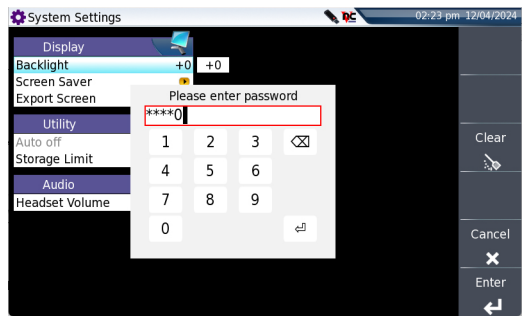 System Settings
DC
02:23 pm 12/04/2024
Display
Backlight +0 +0
Screen Saver
Export Screen
Utility
Auto off
Storage Limit
Audio
Headset Volume
Please enter password
****0
1 2 3
4 5 6
7 8 9
0
Clear
Cancel
Enter